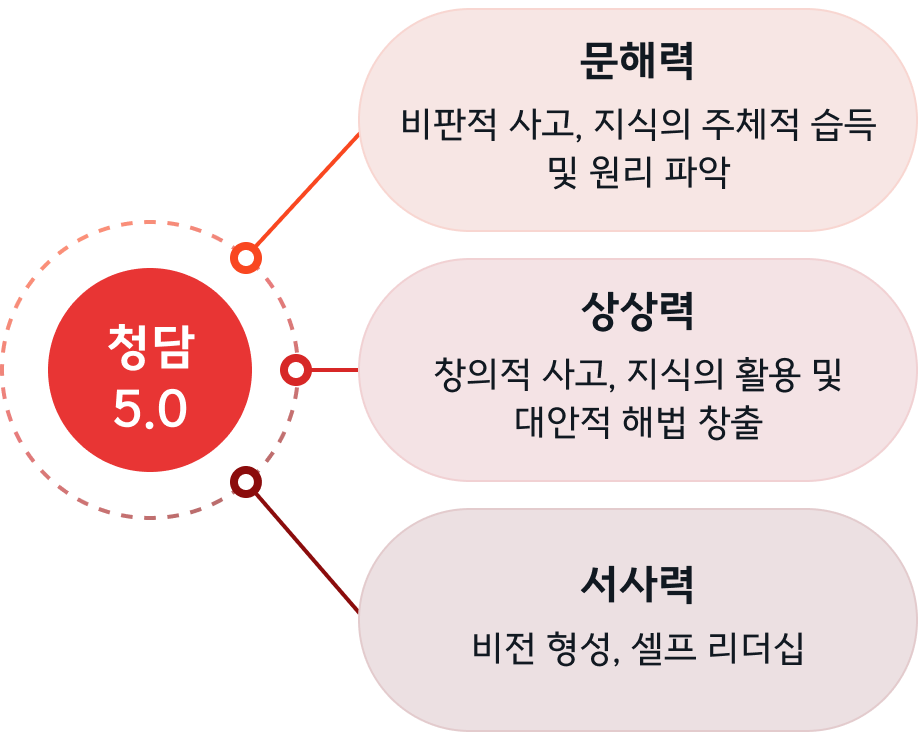 청담
5.0
문해력
비판적 사고, 지식의 주체적 습득
및 원리 파악
상상력
창의적 사고, 지식의 활용 및
대안적 해법 창출
서사력
비전 형성, 셀프 리더십